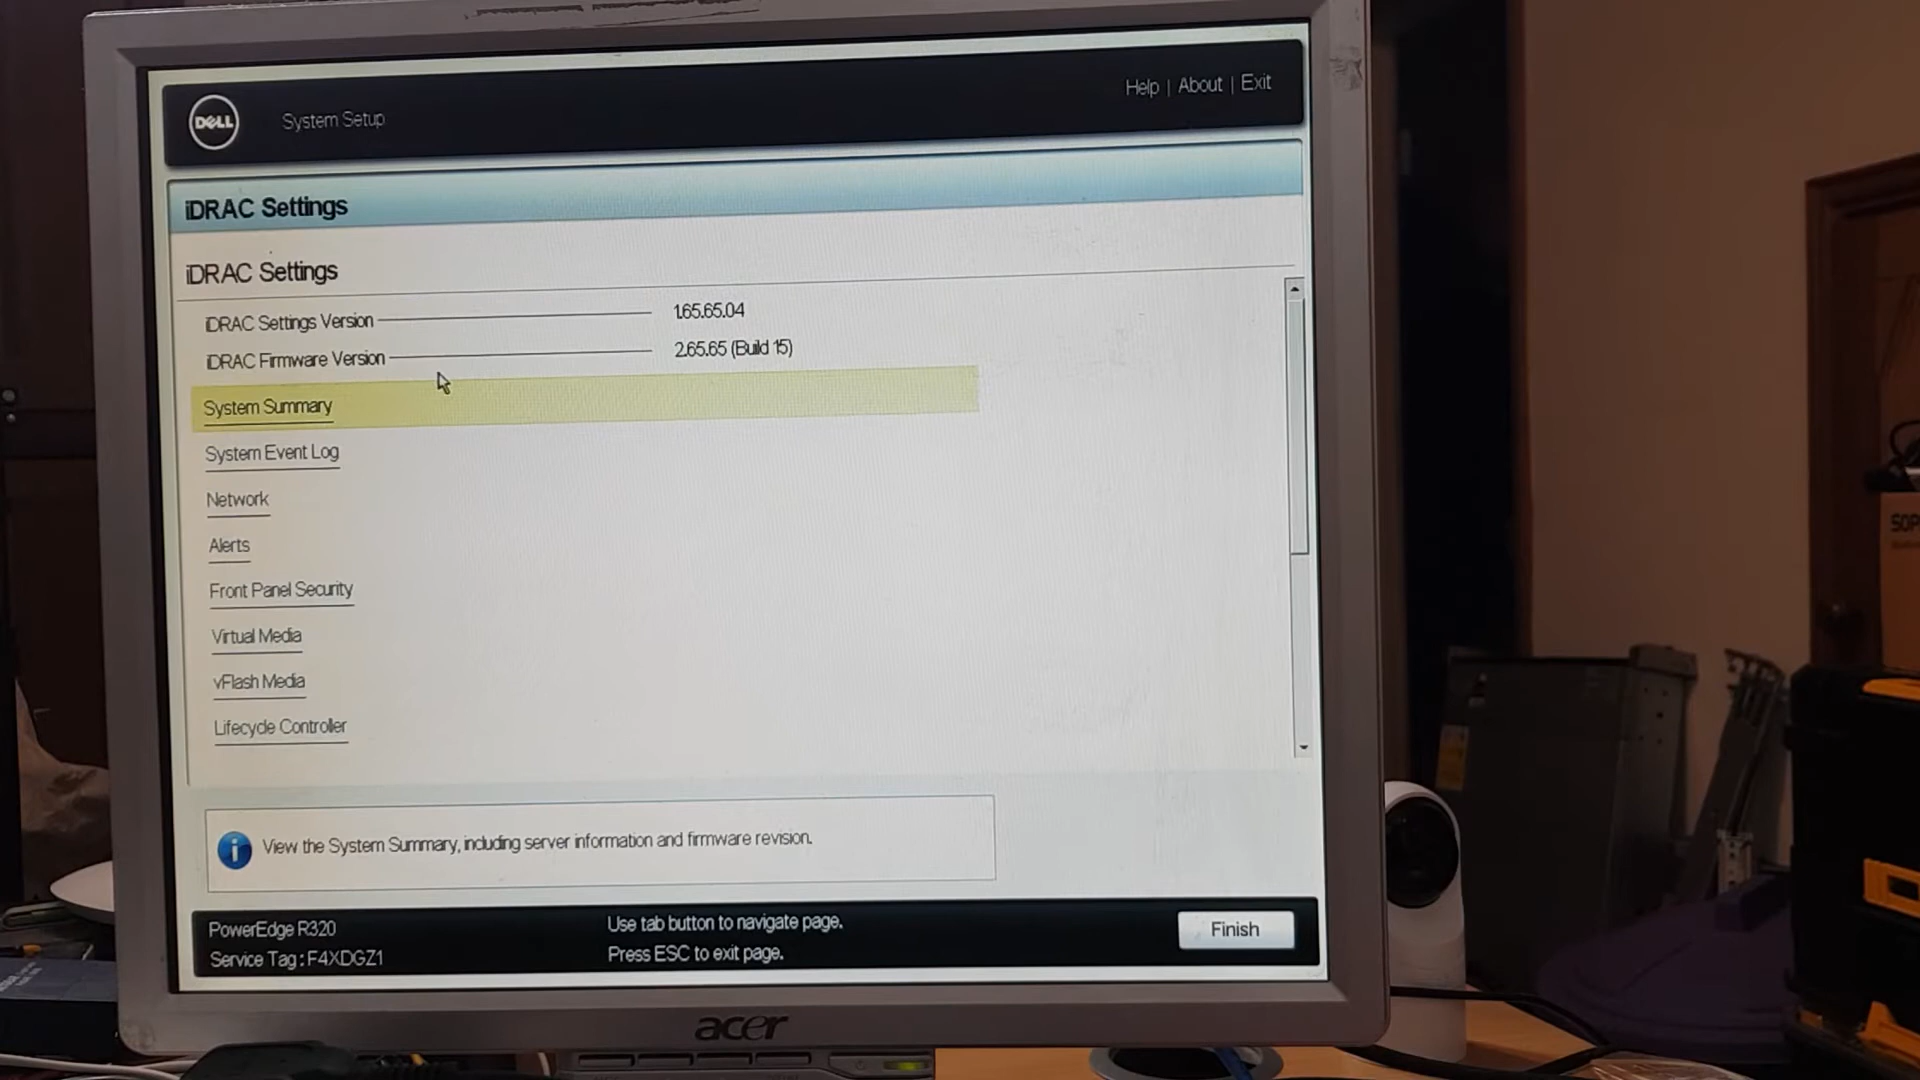 DELL
System Setup
Help | About | Exit
iDRAC Settings
iDRAC Settings
iDRAC Settings Version
1.65.65.04
iDRAC Firmware Version
2.65.65 (Build 15)
System Summary
System Event Log
Network
Alerts
Front Panel Security
Virtual Media
vFlash Media
Lifecycle Controller
View the System Summary, including server information and firmware revision.
PowerEdge R320
Service Tag : F4XDGZ1
Use tab button to navigate page.
Press ESC to exit page.
Finish
acer